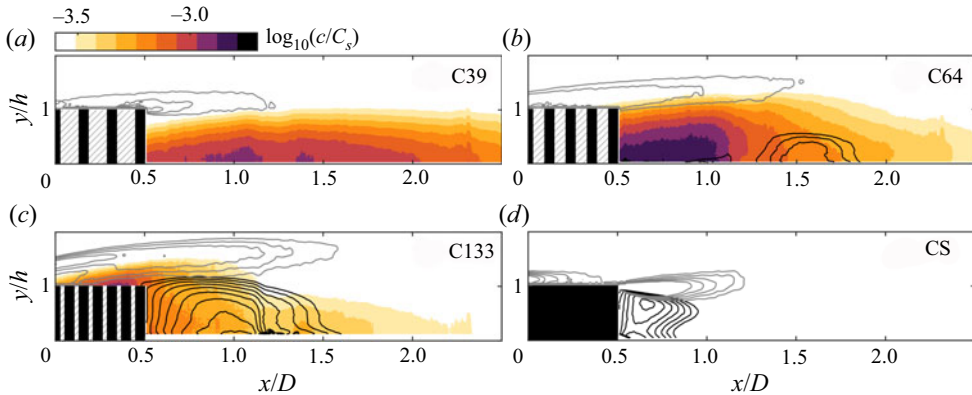 −3.5 −3.0
log₁₀(c/Cₛ)
(a) (b)
C39 C64
y/h 1 1
0 0.5 1.0 1.5 2.0 0 0.5 1.0 1.5 2.0
(c) (d)
C133 CS
y/h 1 1
0 0.5 1.0 1.5 2.0 0 0.5 1.0 1.5 2.0
x/D x/D